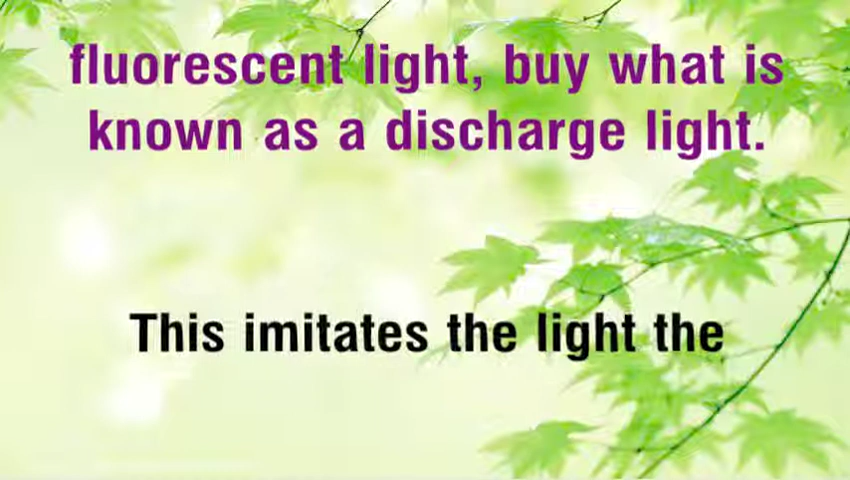 fluorescent light, buy what is
known as a discharge light.
This imitates the light the